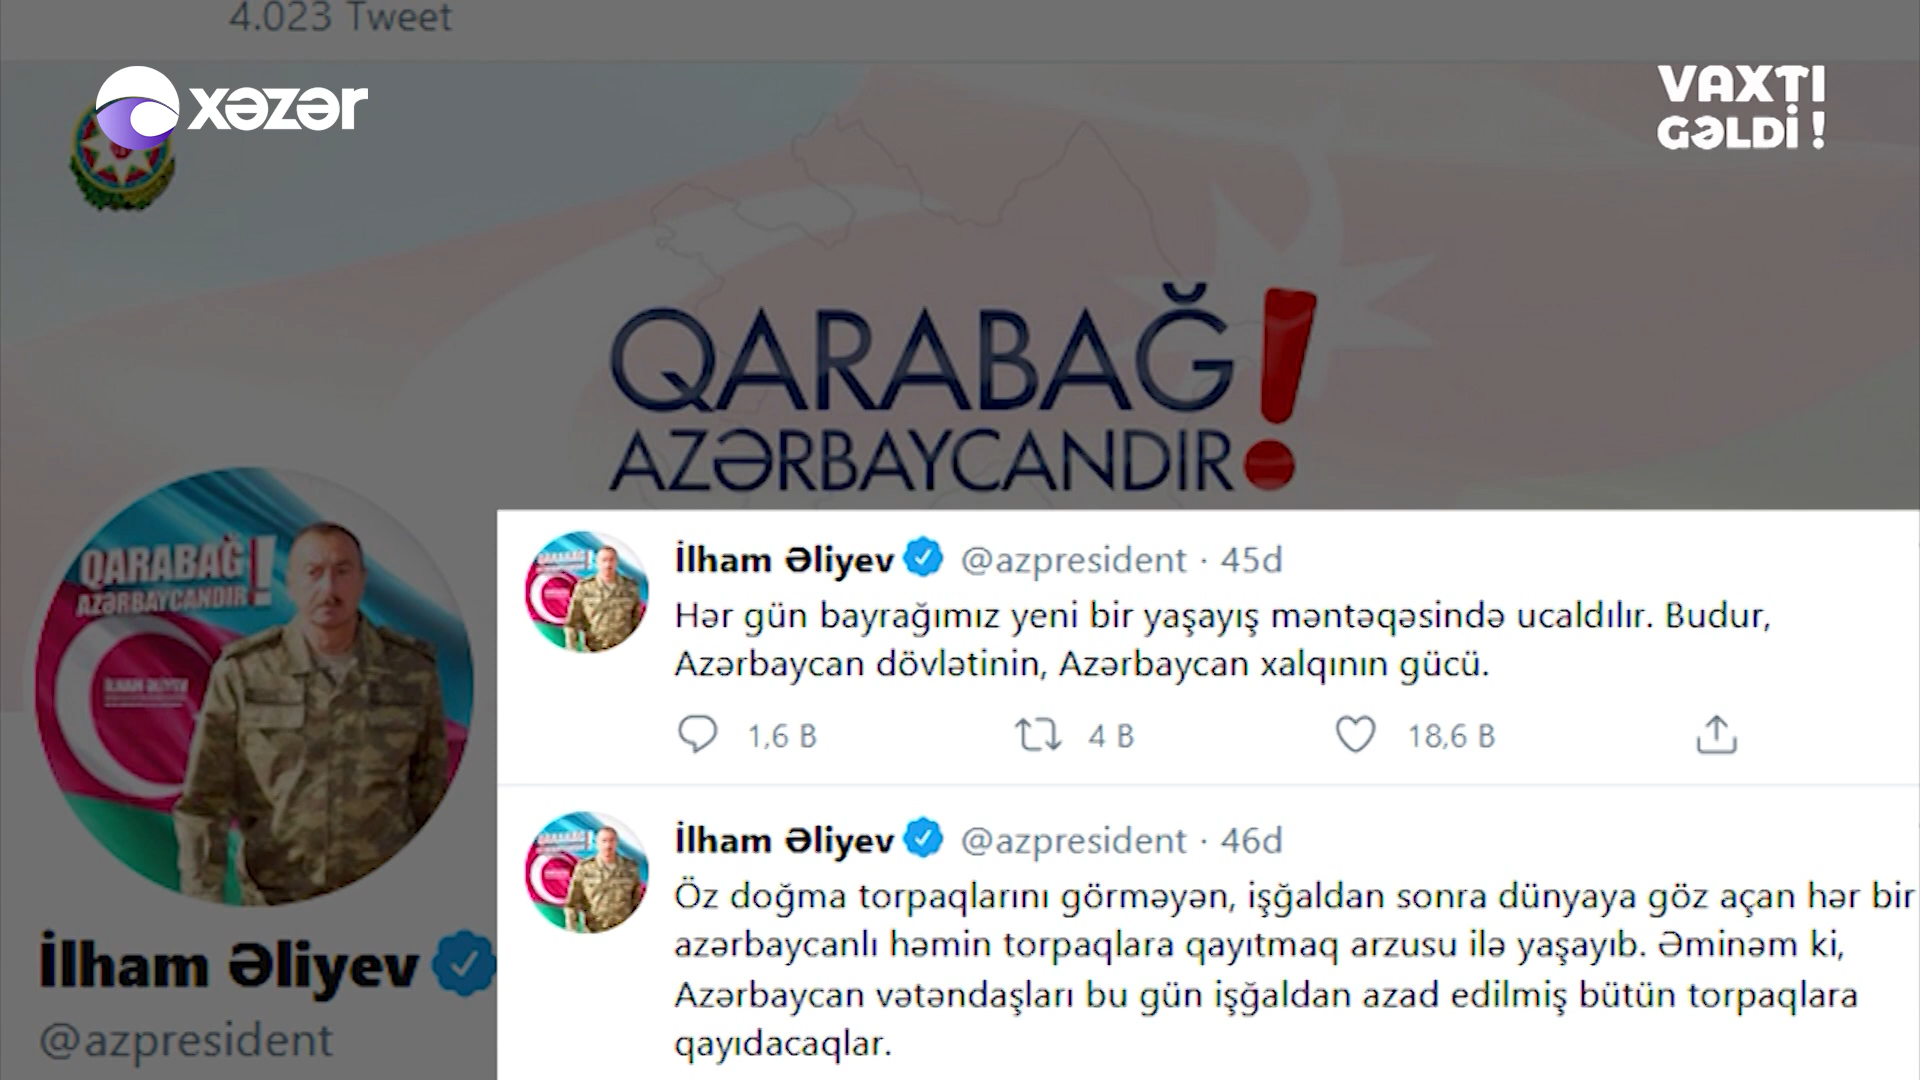 4.023 Tweet
xəzər
VAXTI
GƏLDİ !
QARABAĞ!
AZƏRBAYCANDIR
QARABAĞ!
AZƏRBAYCANDIR
İLHAM ƏLİYEV
İlham Əliyev
@azpresident
İlham Əliyev @azpresident · 45d
Hər gün bayrağımız yeni bir yaşayış məntəqəsində ucaldılır. Budur,
Azərbaycan dövlətinin, Azərbaycan xalqının gücü.
1,6 B 4 B 18,6 B
İlham Əliyev @azpresident · 46d
Öz doğma torpaqlarını görməyən, işğaldan sonra dünyaya göz açan hər bir
azərbaycanlı həmin torpaqlara qayıtmaq arzusu ilə yaşayıb. Əminəm ki,
Azərbaycan vətəndaşları bu gün işğaldan azad edilmiş bütün torpaqlara
qayıdacaqlar.